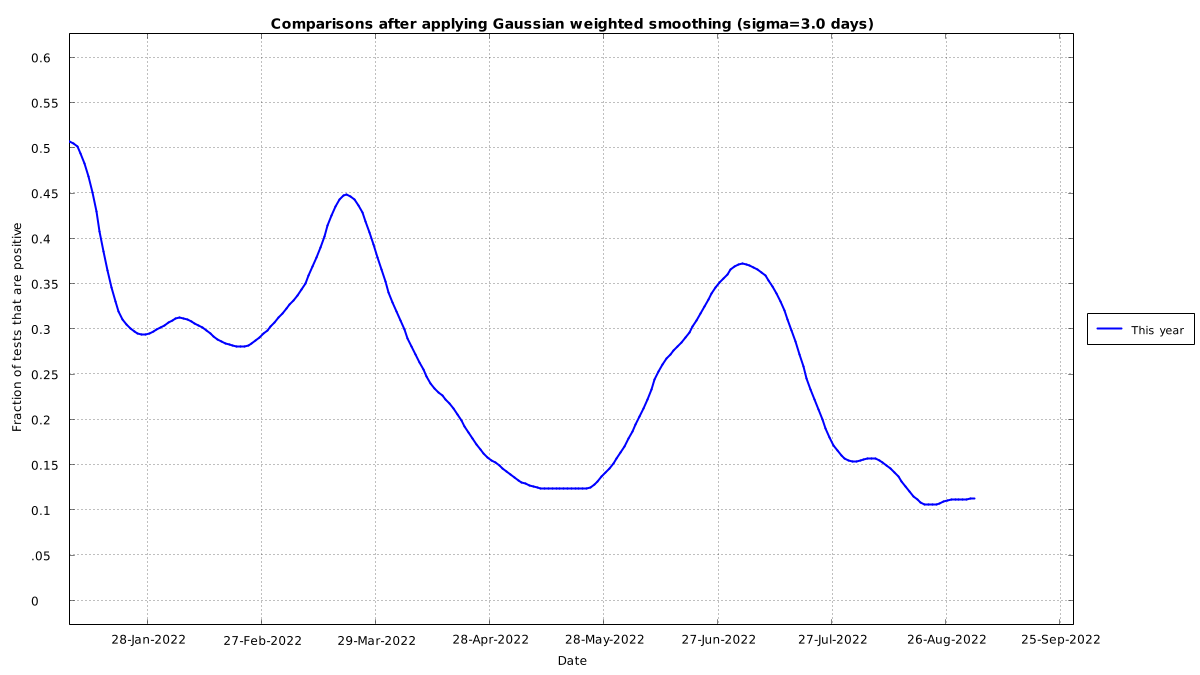 Comparisons after applying Gaussian weighted smoothing (sigma=3.0 days)
0.6
0.55
0.5
0.45
0.4
0.35
0.3
0.25
0.2
0.15
0.1
.05
0
Fraction of tests that are positive
28-Jan-2022 27-Feb-2022 29-Mar-2022 28-Apr-2022 28-May-2022 27-Jun-2022 27-Jul-2022 26-Aug-2022 25-Sep-2022
Date
This year